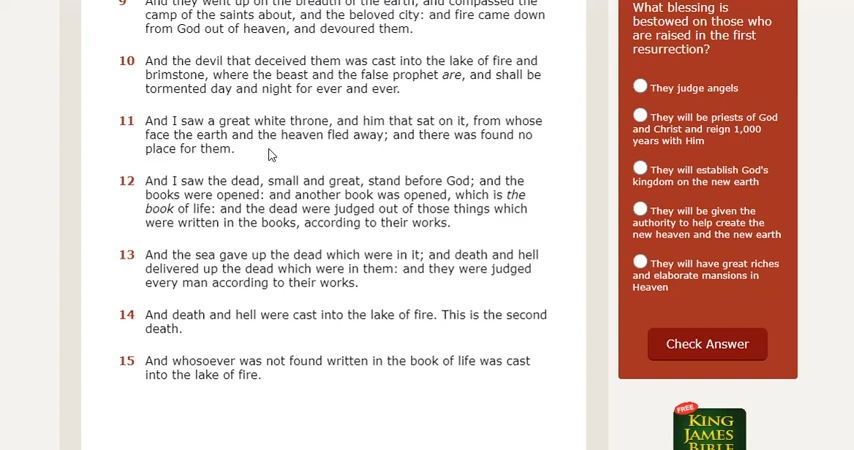 9 And they went up on the breadth of the earth, and compassed the
camp of the saints about, and the beloved city: and fire came down
from God out of heaven, and devoured them.
10 And the devil that deceived them was cast into the lake of fire and
brimstone, where the beast and the false prophet are, and shall be
tormented day and night for ever and ever.
11 And I saw a great white throne, and him that sat on it, from whose
face the earth and the heaven fled away; and there was found no
place for them.
12 And I saw the dead, small and great, stand before God; and the
books were opened: and another book was opened, which is the
book of life: and the dead were judged out of those things which
were written in the books, according to their works.
13 And the sea gave up the dead which were in it; and death and hell
delivered up the dead which were in them: and they were judged
every man according to their works.
14 And death and hell were cast into the lake of fire. This is the second
death.
15 And whosoever was not found written in the book of life was cast
into the lake of fire.
What blessing is
bestowed on those who
are raised in the first
resurrection?
They judge angels
They will be priests of God
and Christ and reign 1,000
years with Him
They will establish God's
kingdom on the new earth
They will be given the
authority to help create the
new heaven and the new earth
They will have great riches
and elaborate mansions in
Heaven
Check Answer
FREE
KING
JAMES
BIBLE